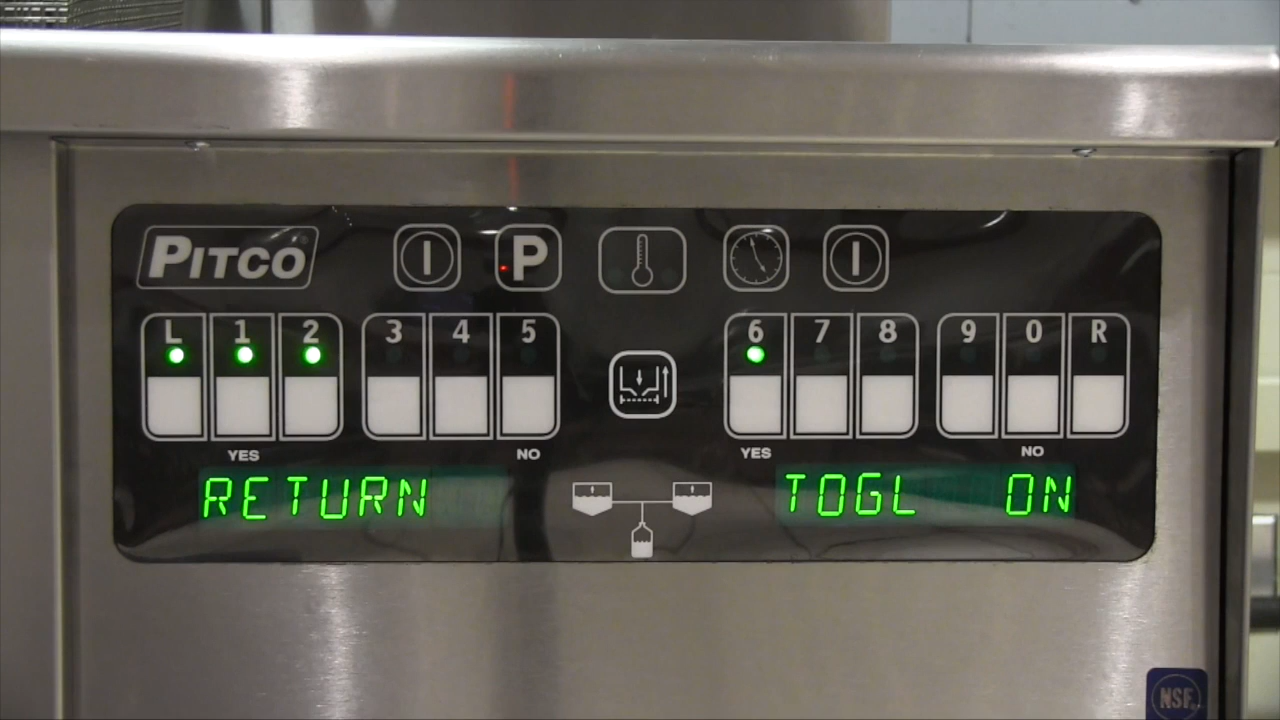 PITCO
P
L 1 2 3 4 5 6 7 8 9 0 R
YES NO YES NO
RETURN TOGL ON
NSF